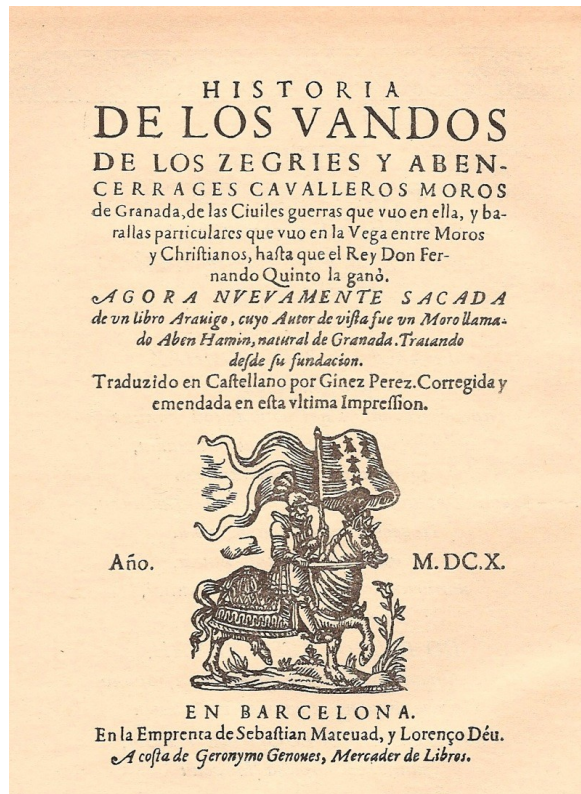 HISTORIA
DE LOS VANDOS
DE LOS ZEGRIES Y ABEN-
CERRAGES CAVALLEROS MOROS
de Granada, de las Ciuiles guerras que vuo en ella, y ba-
rallas particulares que vuo en la Vega entre Moros
y Chriſtianos, haſta que el Rey Don Fer-
nando Quinto la ganò.
AGORA NVEVAMENTE SACADA
de vn libro Arauigo, cuyo Autor de viſta fue vn Moro llama-
do Aben Hamin, natural de Granada. Tratando
deſde ſu fundacion.
Traduzido en Caſtellano por Ginez Perez. Corregida y
emendada en eſta vltima Impreſſion.
Año. M. DC. X.
EN BARCELONA.
En la Emprenta de Sebaſtian Mateuad, y Lorenço Déu.
A coſta de Geronymo Genoues, Mercader de Libros.